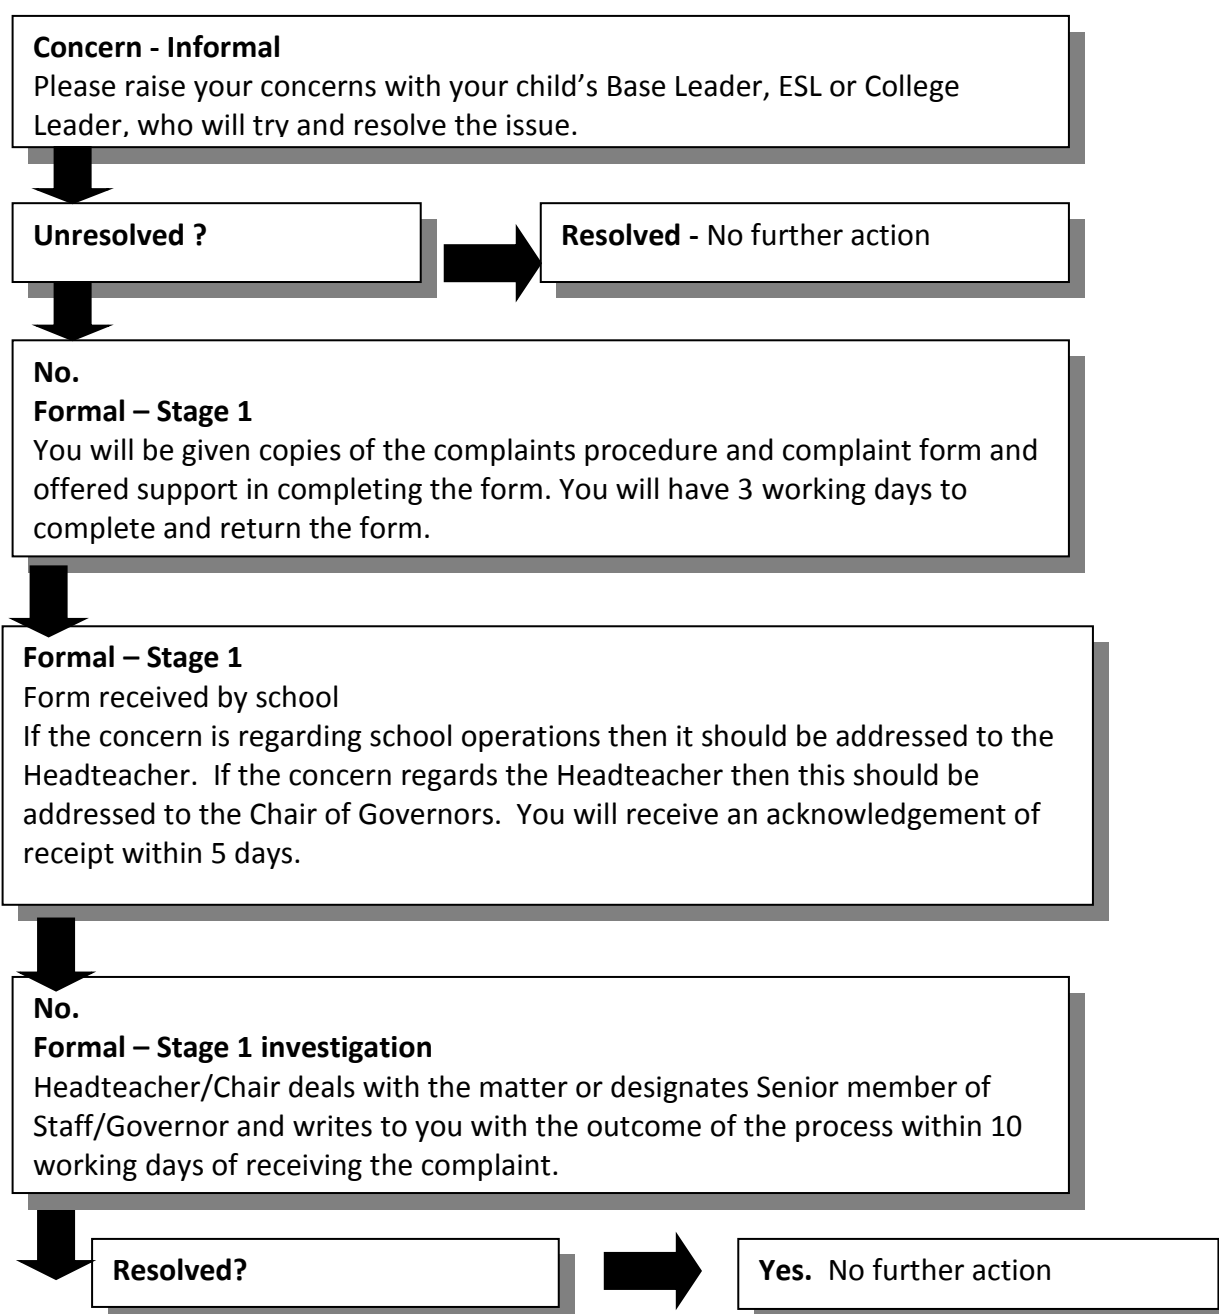 Concern - Informal
Please raise your concerns with your child’s Base Leader, ESL or College
Leader, who will try and resolve the issue.
Unresolved ?
Resolved - No further action
No.
Formal – Stage 1
You will be given copies of the complaints procedure and complaint form and
offered support in completing the form. You will have 3 working days to
complete and return the form.
Formal – Stage 1
Form received by school
If the concern is regarding school operations then it should be addressed to the
Headteacher.  If the concern regards the Headteacher then this should be
addressed to the Chair of Governors.  You will receive an acknowledgement of
receipt within 5 days.
No.
Formal – Stage 1 investigation
Headteacher/Chair deals with the matter or designates Senior member of
Staff/Governor and writes to you with the outcome of the process within 10
working days of receiving the complaint.
Resolved?
Yes.  No further action